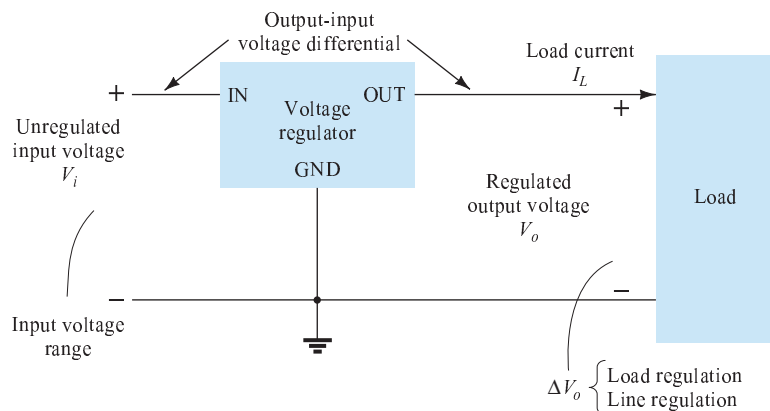 Output-input
voltage differential
Load current
I_L
+
IN
OUT
+
Voltage
regulator
Unregulated
input voltage
V_i
GND
Regulated
output voltage
V_o
Load
−
−
Input voltage
range
ΔV_o { Load regulation
Line regulation